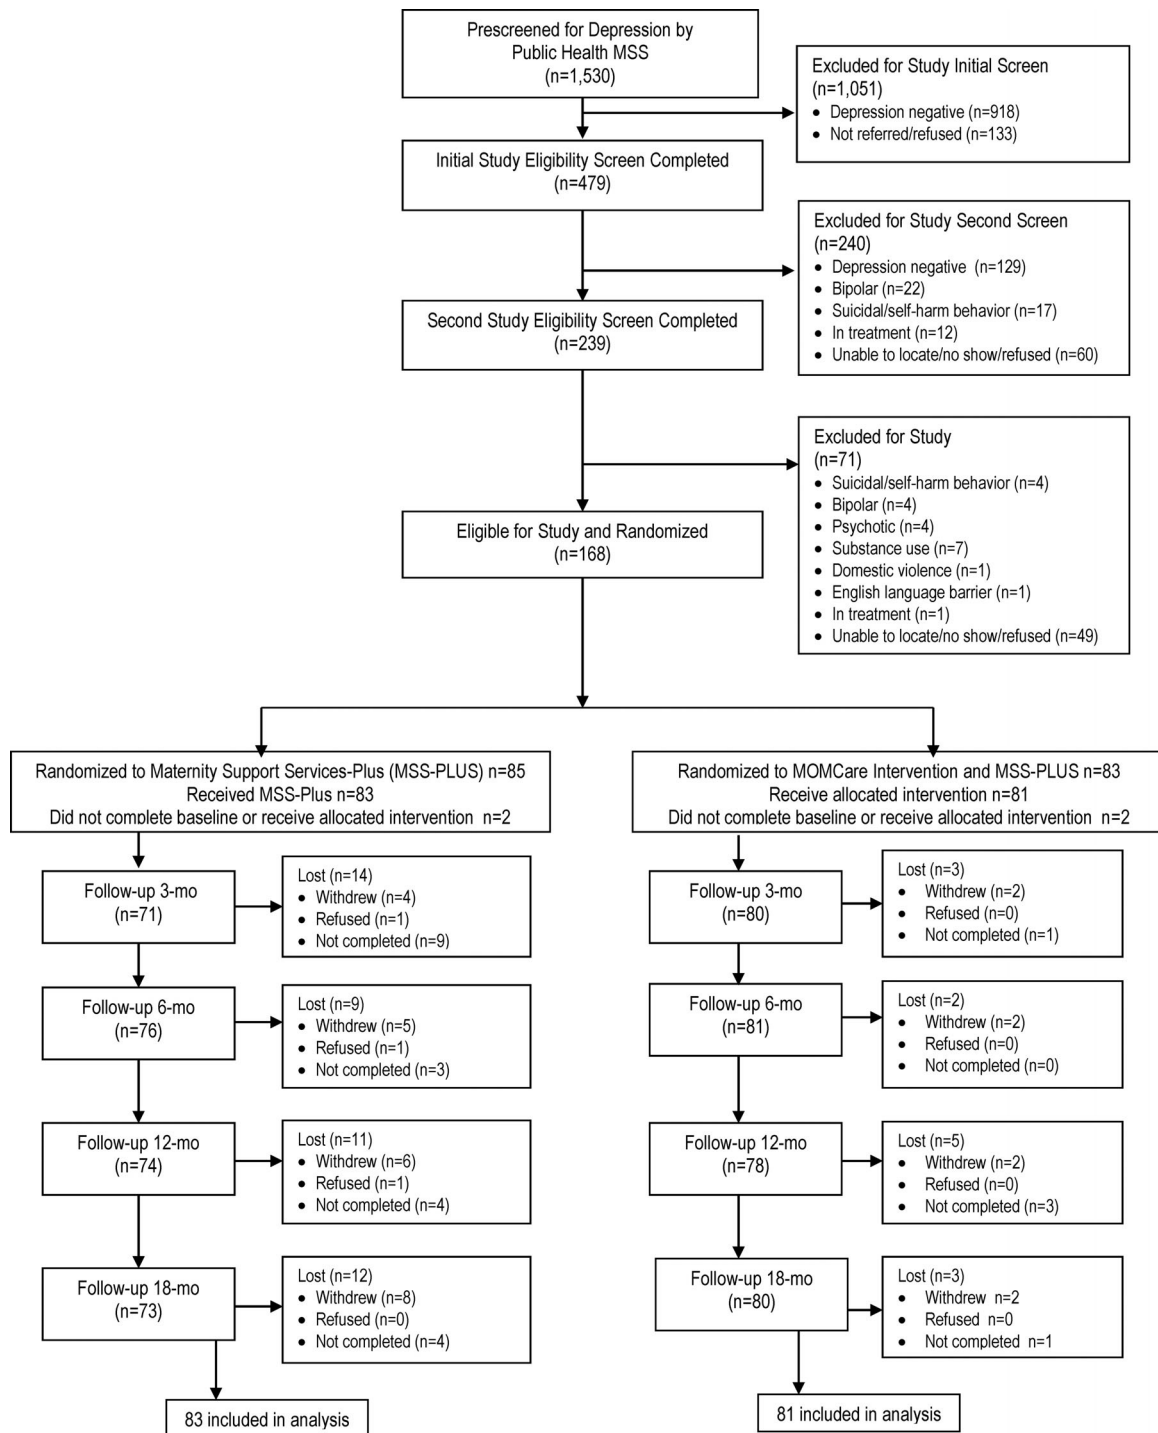 Prescreened for Depression by
Public Health MSS
(n=1,530)
Excluded for Study Initial Screen
(n=1,051)
• Depression negative (n=918)
• Not referred/refused (n=133)
Initial Study Eligibility Screen Completed
(n=479)
Excluded for Study Second Screen
(n=240)
• Depression negative (n=129)
• Bipolar (n=22)
• Suicidal/self-harm behavior (n=17)
• In treatment (n=12)
• Unable to locate/no show/refused (n=60)
Second Study Eligibility Screen Completed
(n=239)
Excluded for Study
(n=71)
• Suicidal/self-harm behavior (n=4)
• Bipolar (n=4)
• Psychotic (n=4)
• Substance use (n=7)
• Domestic violence (n=1)
• English language barrier (n=1)
• In treatment (n=1)
• Unable to locate/no show/refused (n=49)
Eligible for Study and Randomized
(n=168)
Randomized to Maternity Support Services-Plus (MSS-PLUS) n=85
Received MSS-Plus n=83
Did not complete baseline or receive allocated intervention n=2
Follow-up 3-mo
(n=71)
Lost (n=14)
• Withdrew (n=4)
• Refused (n=1)
• Not completed (n=9)
Follow-up 6-mo
(n=76)
Lost (n=9)
• Withdrew (n=5)
• Refused (n=1)
• Not completed (n=3)
Follow-up 12-mo
(n=74)
Lost (n=11)
• Withdrew (n=6)
• Refused (n=1)
• Not completed (n=4)
Follow-up 18-mo
(n=73)
Lost (n=12)
• Withdrew (n=8)
• Refused (n=0)
• Not completed (n=4)
83 included in analysis
Randomized to MOMCare Intervention and MSS-PLUS n=83
Receive allocated intervention n=81
Did not complete baseline or receive allocated intervention n=2
Follow-up 3-mo
(n=80)
Lost (n=3)
• Withdrew (n=2)
• Refused (n=0)
• Not completed (n=1)
Follow-up 6-mo
(n=81)
Lost (n=2)
• Withdrew (n=2)
• Refused (n=0)
• Not completed (n=0)
Follow-up 12-mo
(n=78)
Lost (n=5)
• Withdrew (n=2)
• Refused (n=0)
• Not completed (n=3)
Follow-up 18-mo
(n=80)
Lost (n=3)
• Withdrew n=2
• Refused n=0
• Not completed n=1
81 included in analysis